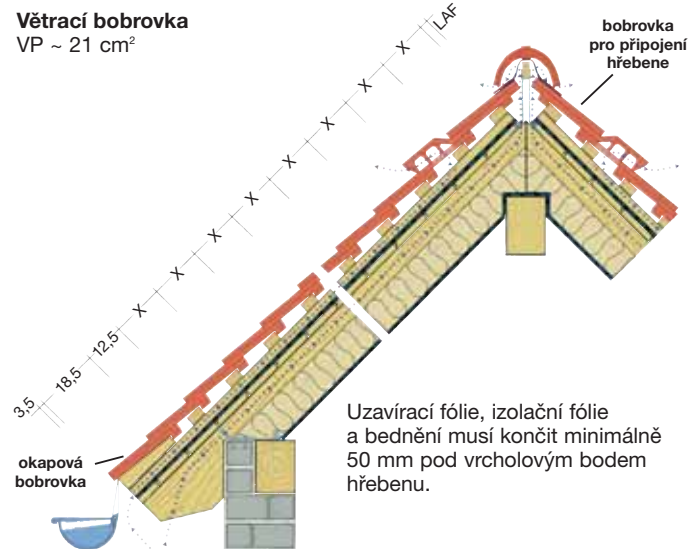 Větrací bobrovka
VP ~ 21 cm²
bobrovka
pro připojení
hřebene
LAF
X
X
X
X
X
X
X
X
12,5
18,5
3,5
okapová
bobrovka
Uzavírací fólie, izolační fólie
a bednění musí končit minimálně
50 mm pod vrcholovým bodem
hřebenu.